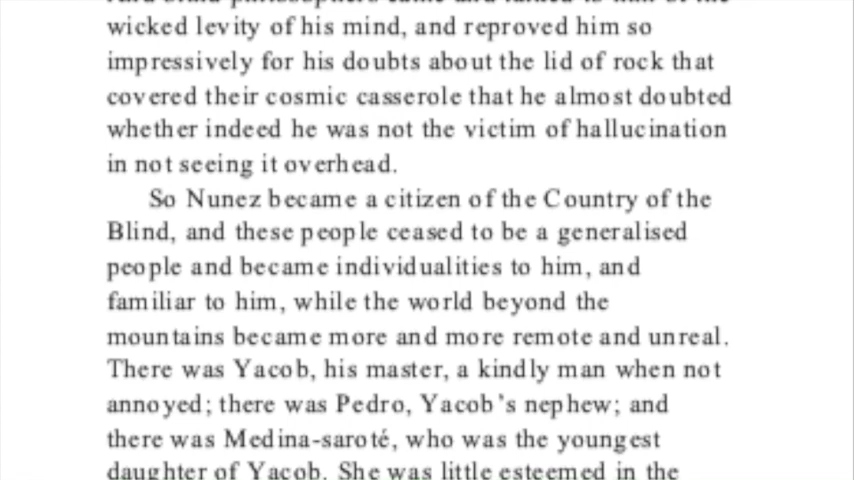 wicked levity of his mind, and reproved him so
impressively for his doubts about the lid of rock that
covered their cosmic casserole that he almost doubted
whether indeed he was not the victim of hallucination
in not seeing it overhead.
So Nunez became a citizen of the Country of the
Blind, and these people ceased to be a generalised
people and became individualities to him, and
familiar to him, while the world beyond the
mountains became more and more remote and unreal.
There was Yacob, his master, a kindly man when not
annoyed; there was Pedro, Yacob's nephew; and
there was Medina-saroté, who was the youngest
daughter of Yacob. She was little esteemed in the